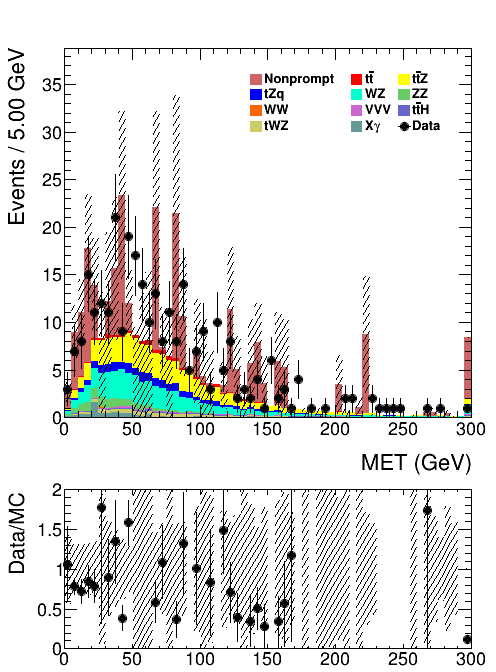 Events / 5.00 GeV
35
30
25
20
15
10
5
0
Nonprompt tt̄ tt̄Z
tZq WZ ZZ
WW VVV tt̄H
tWZ Xγ Data
0 50 100 150 200 250 300
MET (GeV)
Data/MC
2
1.5
1
0.5
0
0 50 100 150 200 250 300